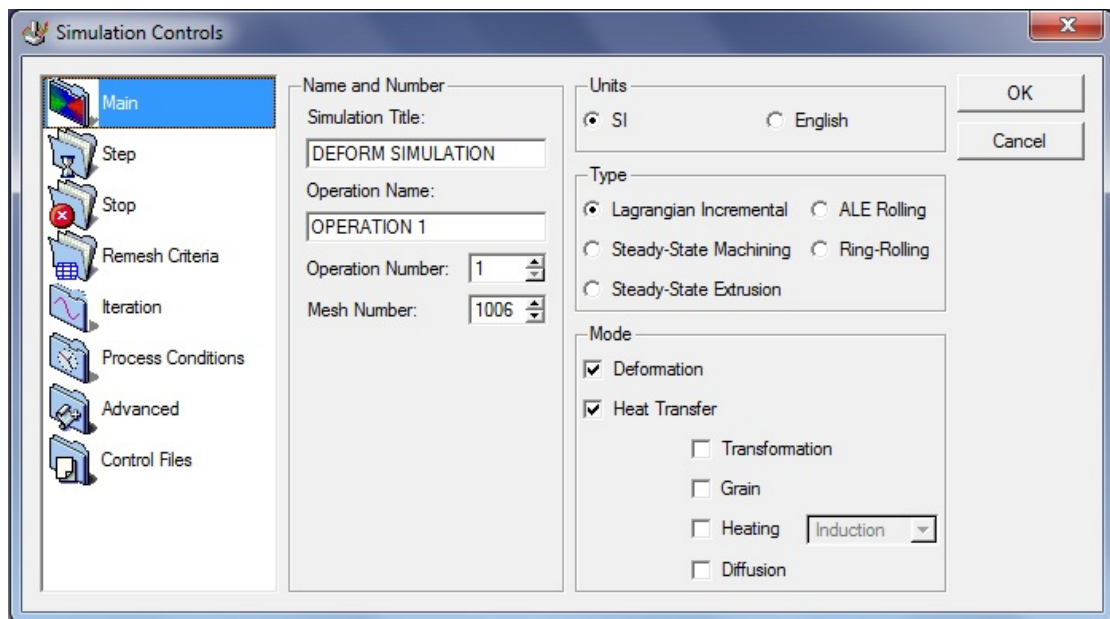 Simulation Controls
Main
Step
Stop
Remesh Criteria
Iteration
Process Conditions
Advanced
Control Files
Name and Number
Simulation Title:
DEFORM SIMULATION
Operation Name:
OPERATION 1
Operation Number: 1
Mesh Number: 1006
Units
SI English
Type
Lagrangian Incremental ALE Rolling
Steady-State Machining Ring-Rolling
Steady-State Extrusion
Mode
Deformation
Heat Transfer
Transformation
Grain
Heating Induction
Diffusion
OK
Cancel